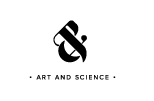 &
• ART AND SCIENCE •